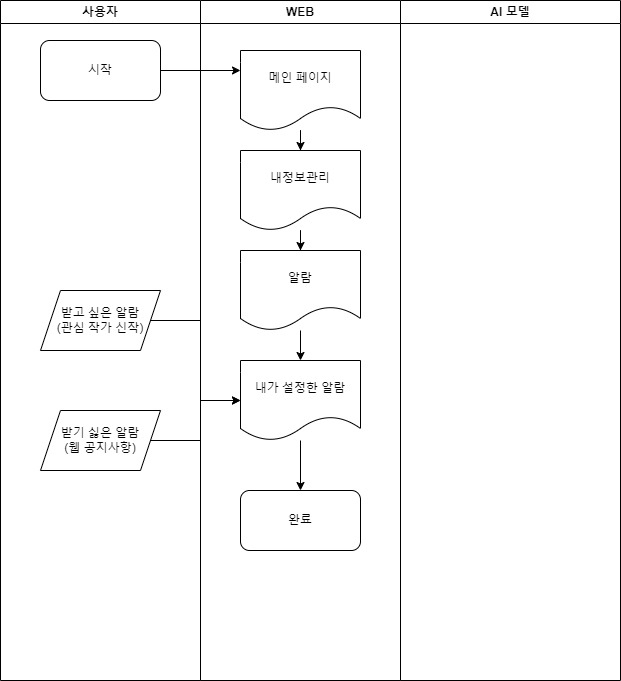 사용자
WEB
AI 모델
시작
메인 페이지
내정보관리
알람
받고 싶은 알람
(관심 작가 신작)
내가 설정한 알람
받기 싫은 알람
(웹 공지사항)
완료